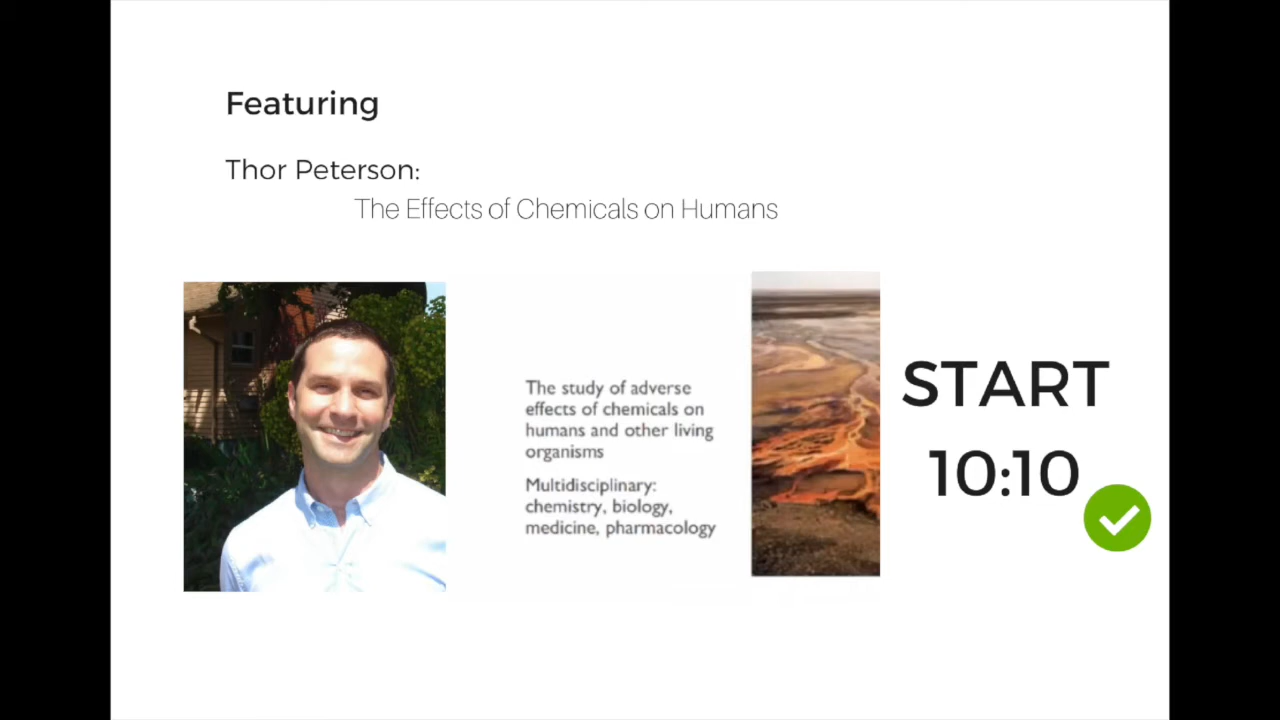 Featuring
Thor Peterson:
The Effects of Chemicals on Humans
The study of adverse
effects of chemicals on
humans and other living
organisms
Multidisciplinary:
chemistry, biology,
medicine, pharmacology
START
10:10